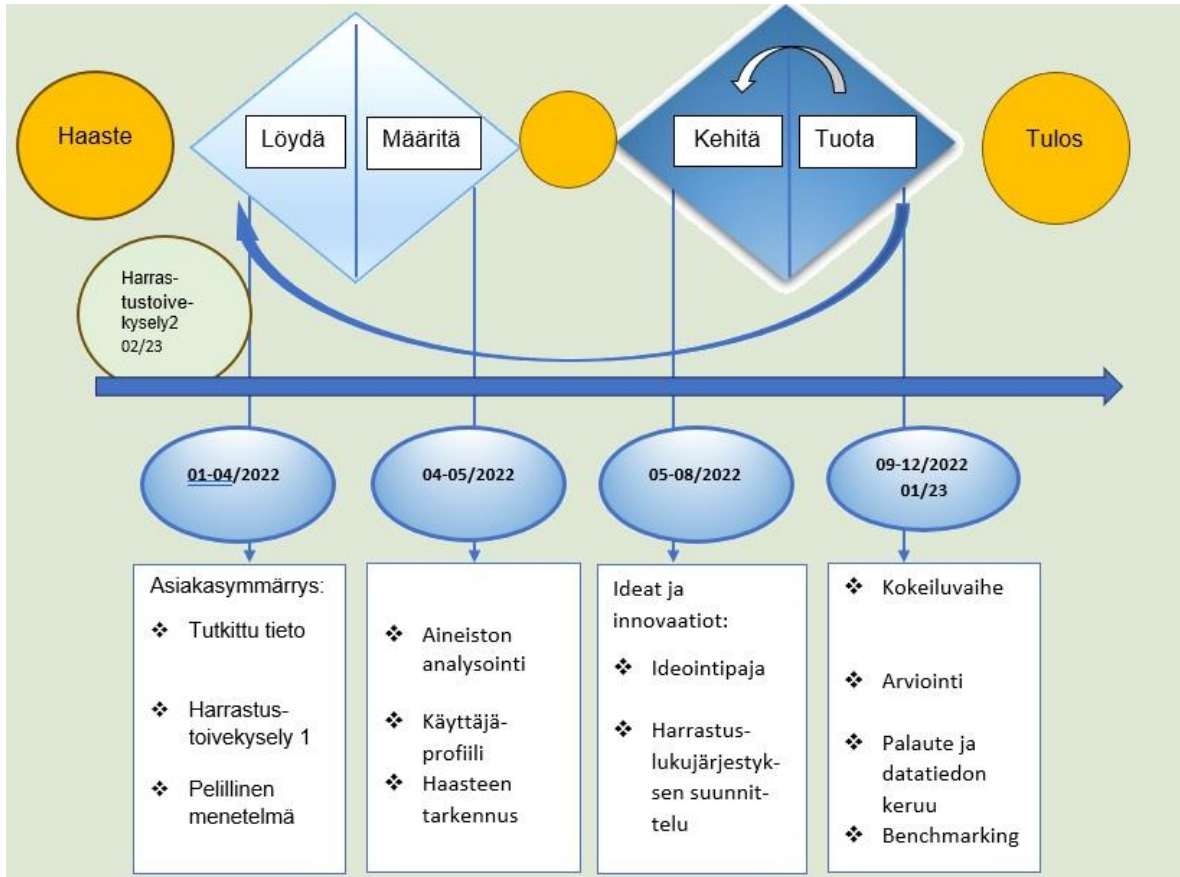 Haaste
Löydä
Määritä
Kehitä
Tuota
Tulos
Harras-
tustoive-
kysely2
02/23
01-04/2022
04-05/2022
05-08/2022
09-12/2022
01/23
Asiakasymmärrys:
❖ Tutkittu tieto
❖ Harrastus-
toivekysely 1
❖ Pelillinen
menetelmä
❖ Aineiston
analysointi
❖ Käyttäjä-
profiili
❖ Haasteen
tarkennus
Ideat ja
innovaatiot:
❖ Ideointipaja
❖ Harrastus-
lukujärjestyk-
sen suunnit-
telu
❖ Kokeiluvaihe
❖ Arviointi
❖ Palaute ja
datatiedon
keruu
❖ Benchmarking